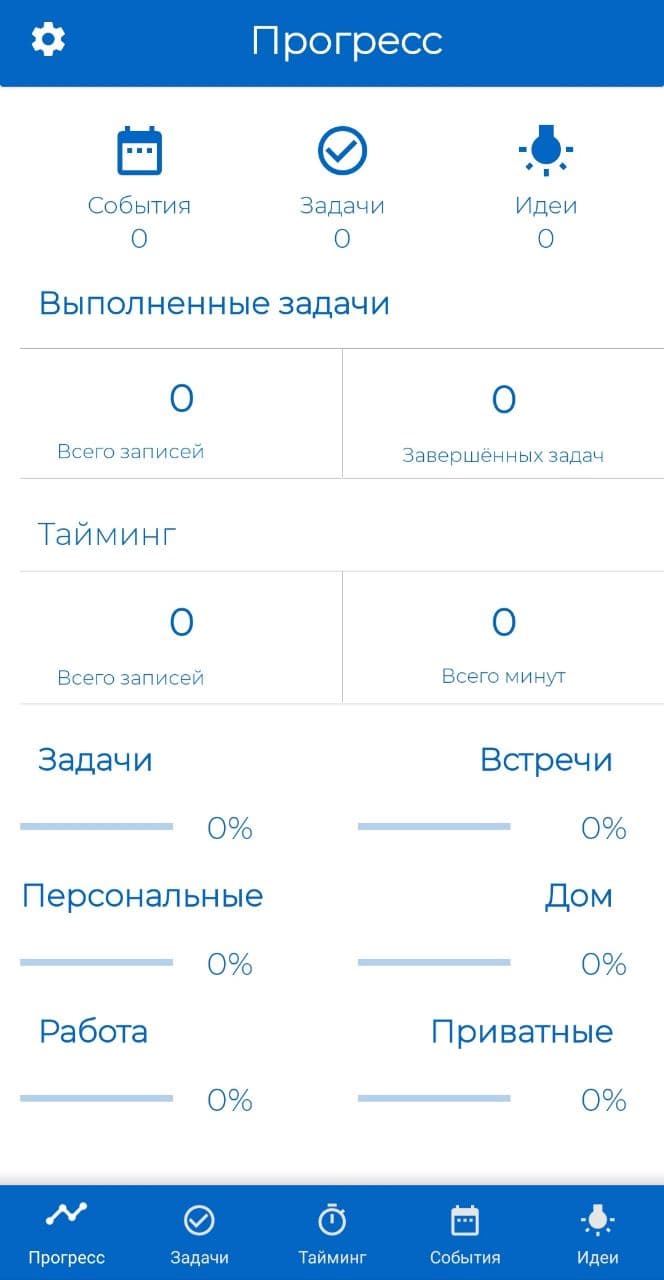 Прогресс
События Задачи Идеи
0 0 0
Выполненные задачи
0 0
Всего записей Завершённых задач
Тайминг
0 0
Всего записей Всего минут
Задачи Встречи
0% 0%
Персональные Дом
0% 0%
Работа Приватные
0% 0%
Прогресс Задачи Тайминг События Идеи